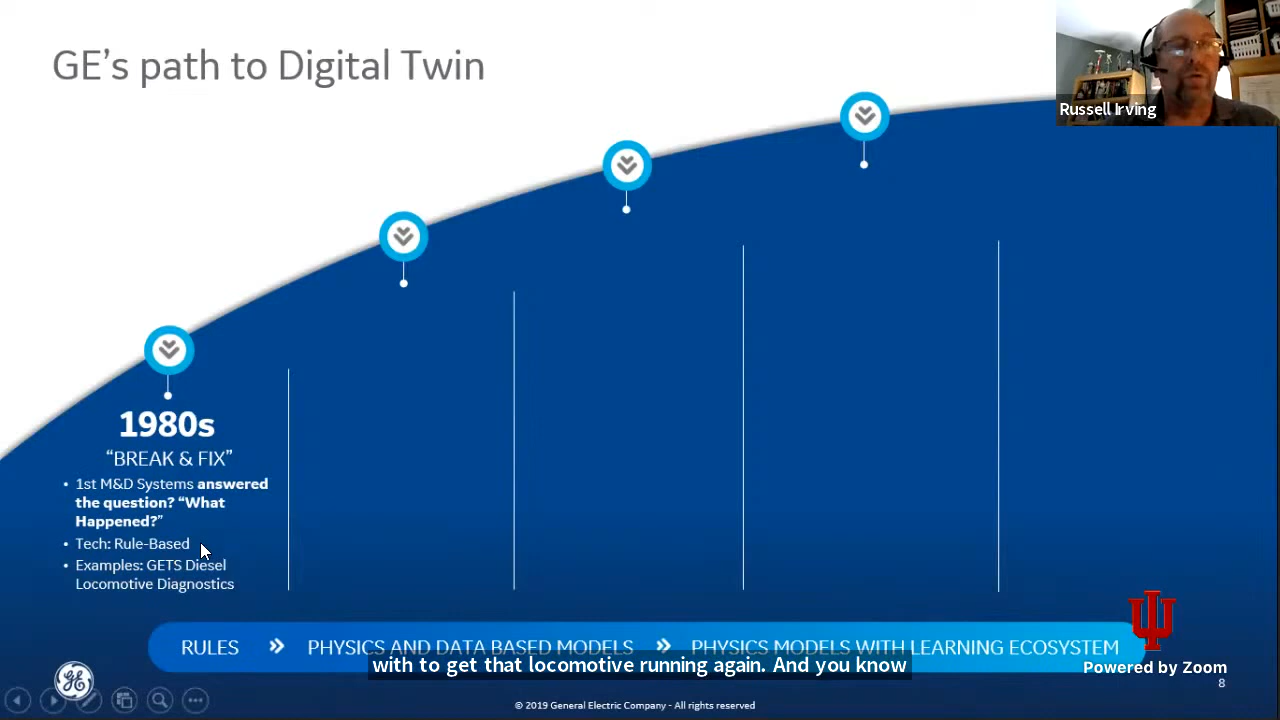 GE's path to Digital Twin
Russell Irving
1980s
“BREAK & FIX”
• 1st M&D Systems answered
the question? “What
Happened?”
• Tech: Rule-Based
• Examples: GETS Diesel
Locomotive Diagnostics
RULES » PHYSICS AND DATA BASED MODELS » PHYSICS MODELS WITH LEARNING ECOSYSTEM
with to get that locomotive running again. And you know
Powered by Zoom
8
© 2019 General Electric Company - All rights reserved